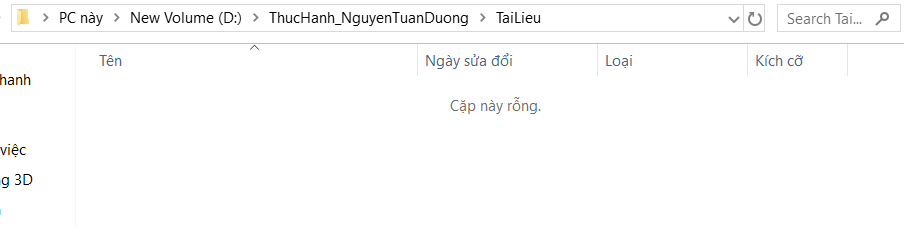 PC này > New Volume (D:) > ThucHanh_NguyenTuanDuong > TaiLieu Search Tai...
Tên Ngày sửa đổi Loại Kích cỡ
hanh
Cặp này rỗng.
việc
g 3D